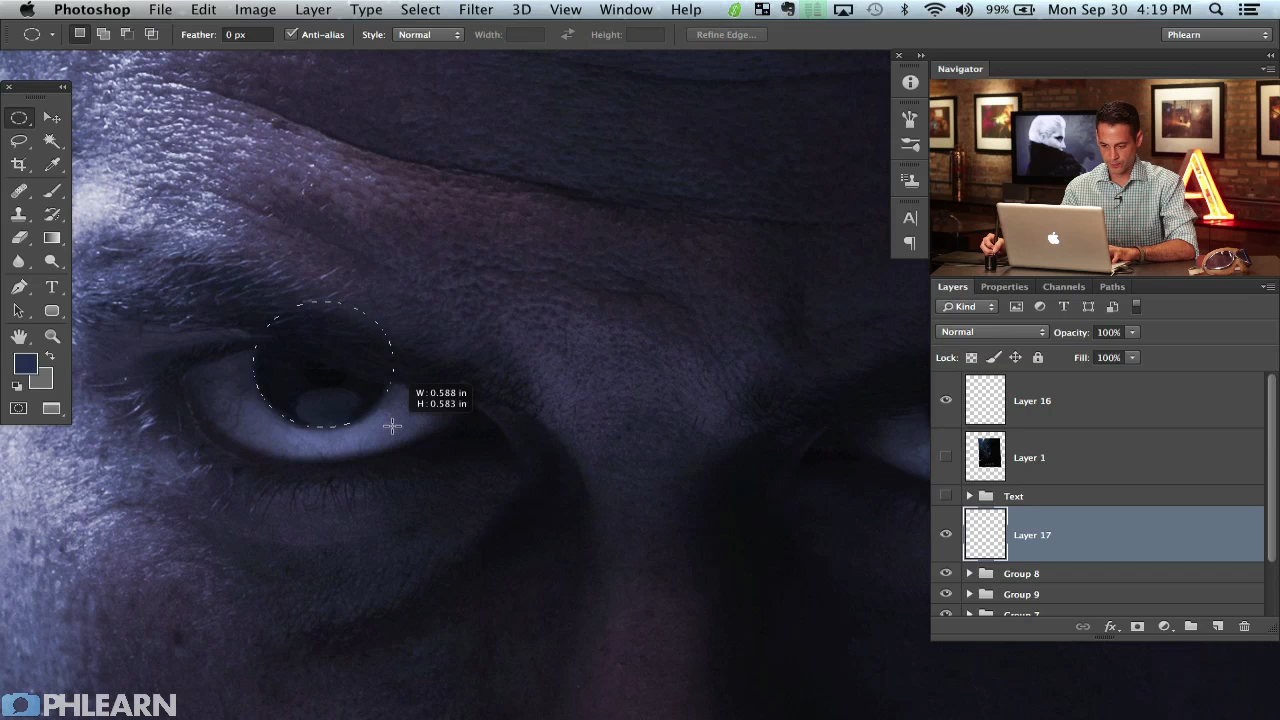 Photoshop File Edit Image Layer Type Select Filter 3D View Window Help 99% Mon Sep 30 4:19 PM
Feather: 0 px Anti-alias Style: Normal Width: Height: Refine Edge... Phlearn
Navigator
W: 0.588 in
H: 0.583 in
Layers Properties Channels Paths
Kind
Normal Opacity: 100%
Lock: Fill: 100%
Layer 16
Layer 1
Text
Layer 17
Group 8
Group 9
Group 7
fx
PHLEARN